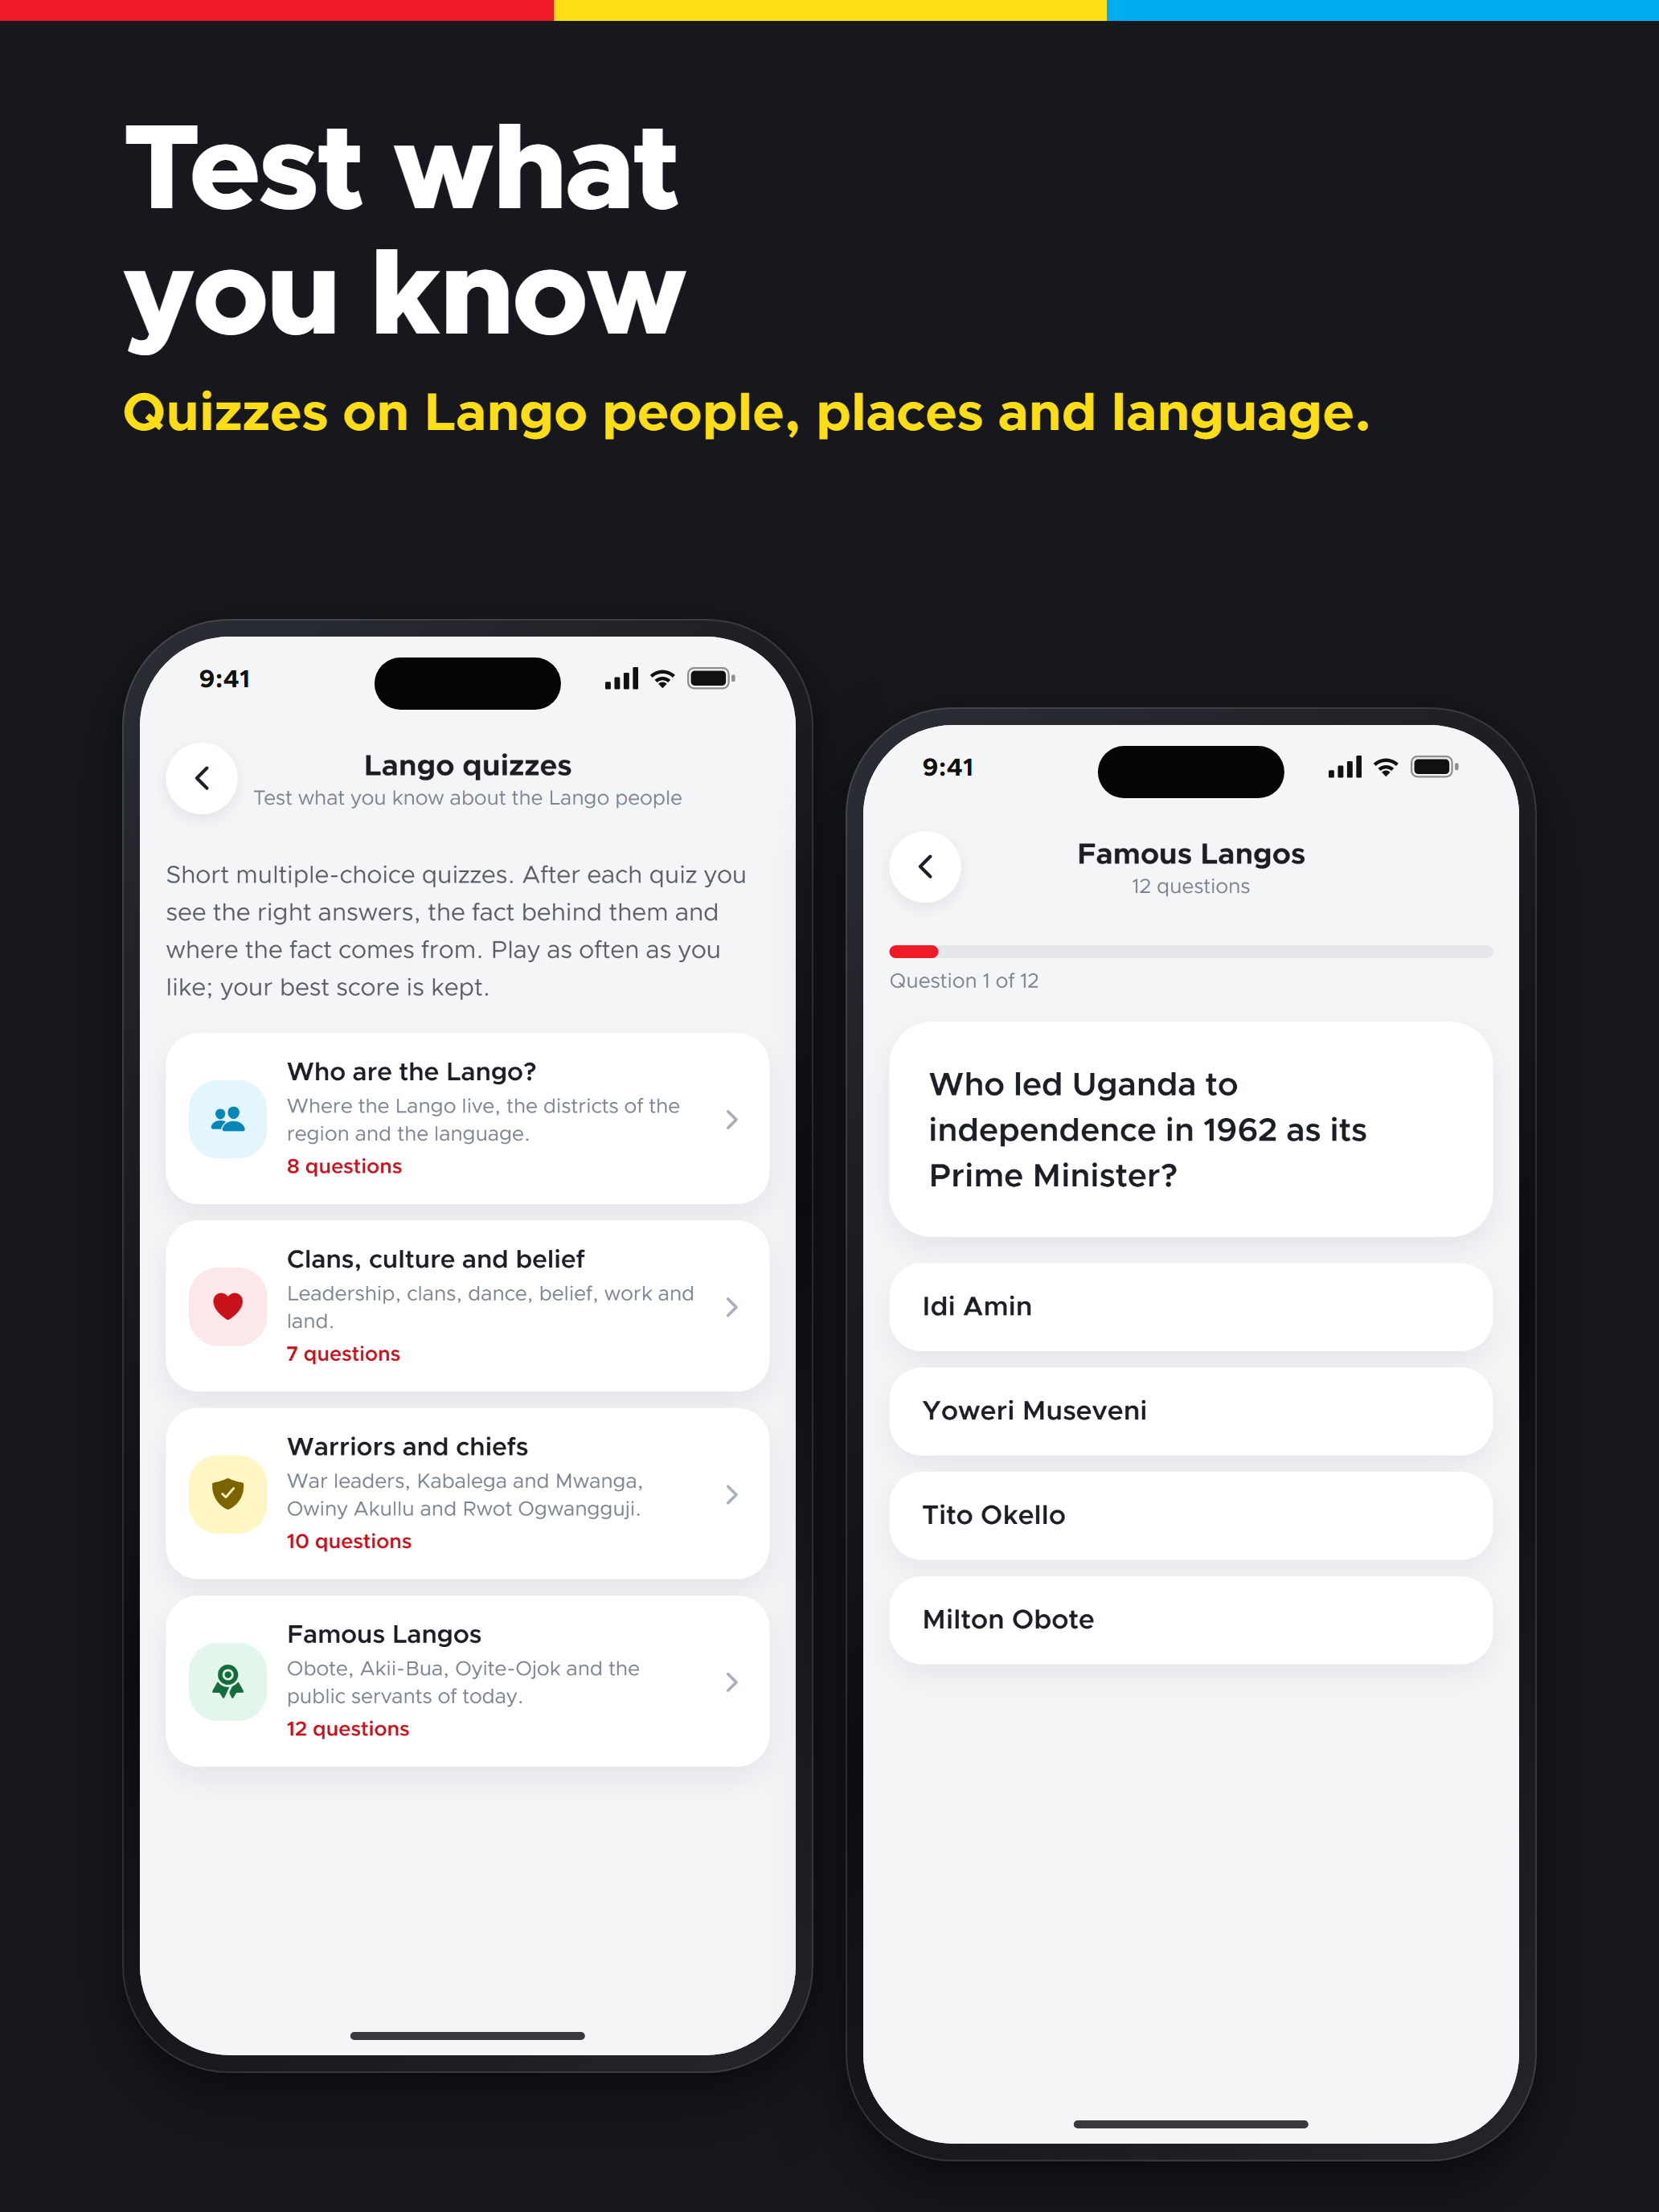 Test what
you know
Quizzes on Lango people, places and language.
9:41
Lango quizzes
Test what you know about the Lango people
Short multiple-choice quizzes. After each quiz you
see the right answers, the fact behind them and
where the fact comes from. Play as often as you
like; your best score is kept.
Who are the Lango?
Where the Lango live, the districts of the
region and the language.
8 questions
Clans, culture and belief
Leadership, clans, dance, belief, work and
land.
7 questions
Warriors and chiefs
War leaders, Kabalega and Mwanga,
Owiny Akullu and Rwot Ogwangguji.
10 questions
Famous Langos
Obote, Akii-Bua, Oyite-Ojok and the
public servants of today.
12 questions
9:41
Famous Langos
12 questions
Question 1 of 12
Who led Uganda to
independence in 1962 as its
Prime Minister?
Idi Amin
Yoweri Museveni
Tito Okello
Milton Obote